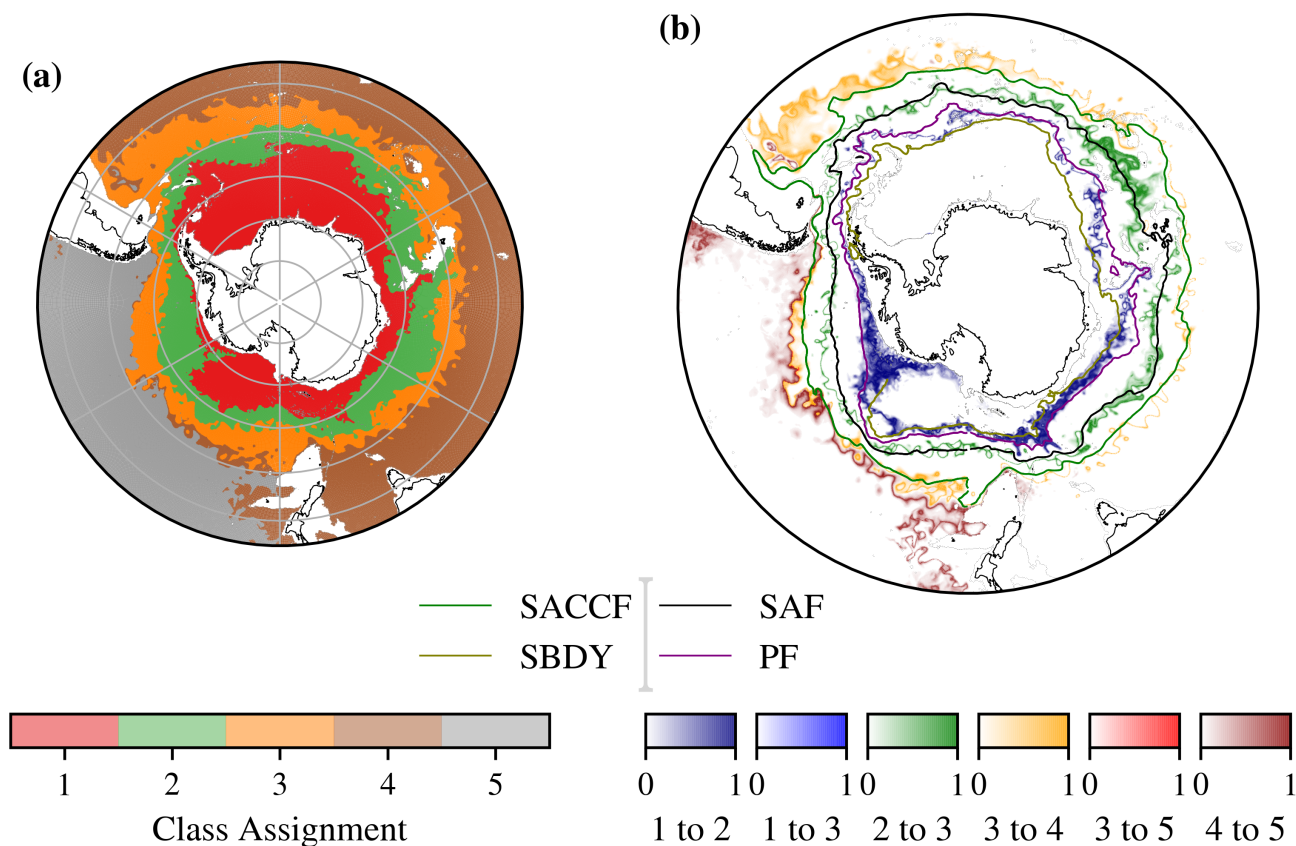 (a)
(b)
SACCF
SAF
SBDY
PF
1 2 3 4 5
Class Assignment
0 1 0 1 0 1 0 1 0 1 0 1
1 to 2 1 to 3 2 to 3 3 to 4 3 to 5 4 to 5